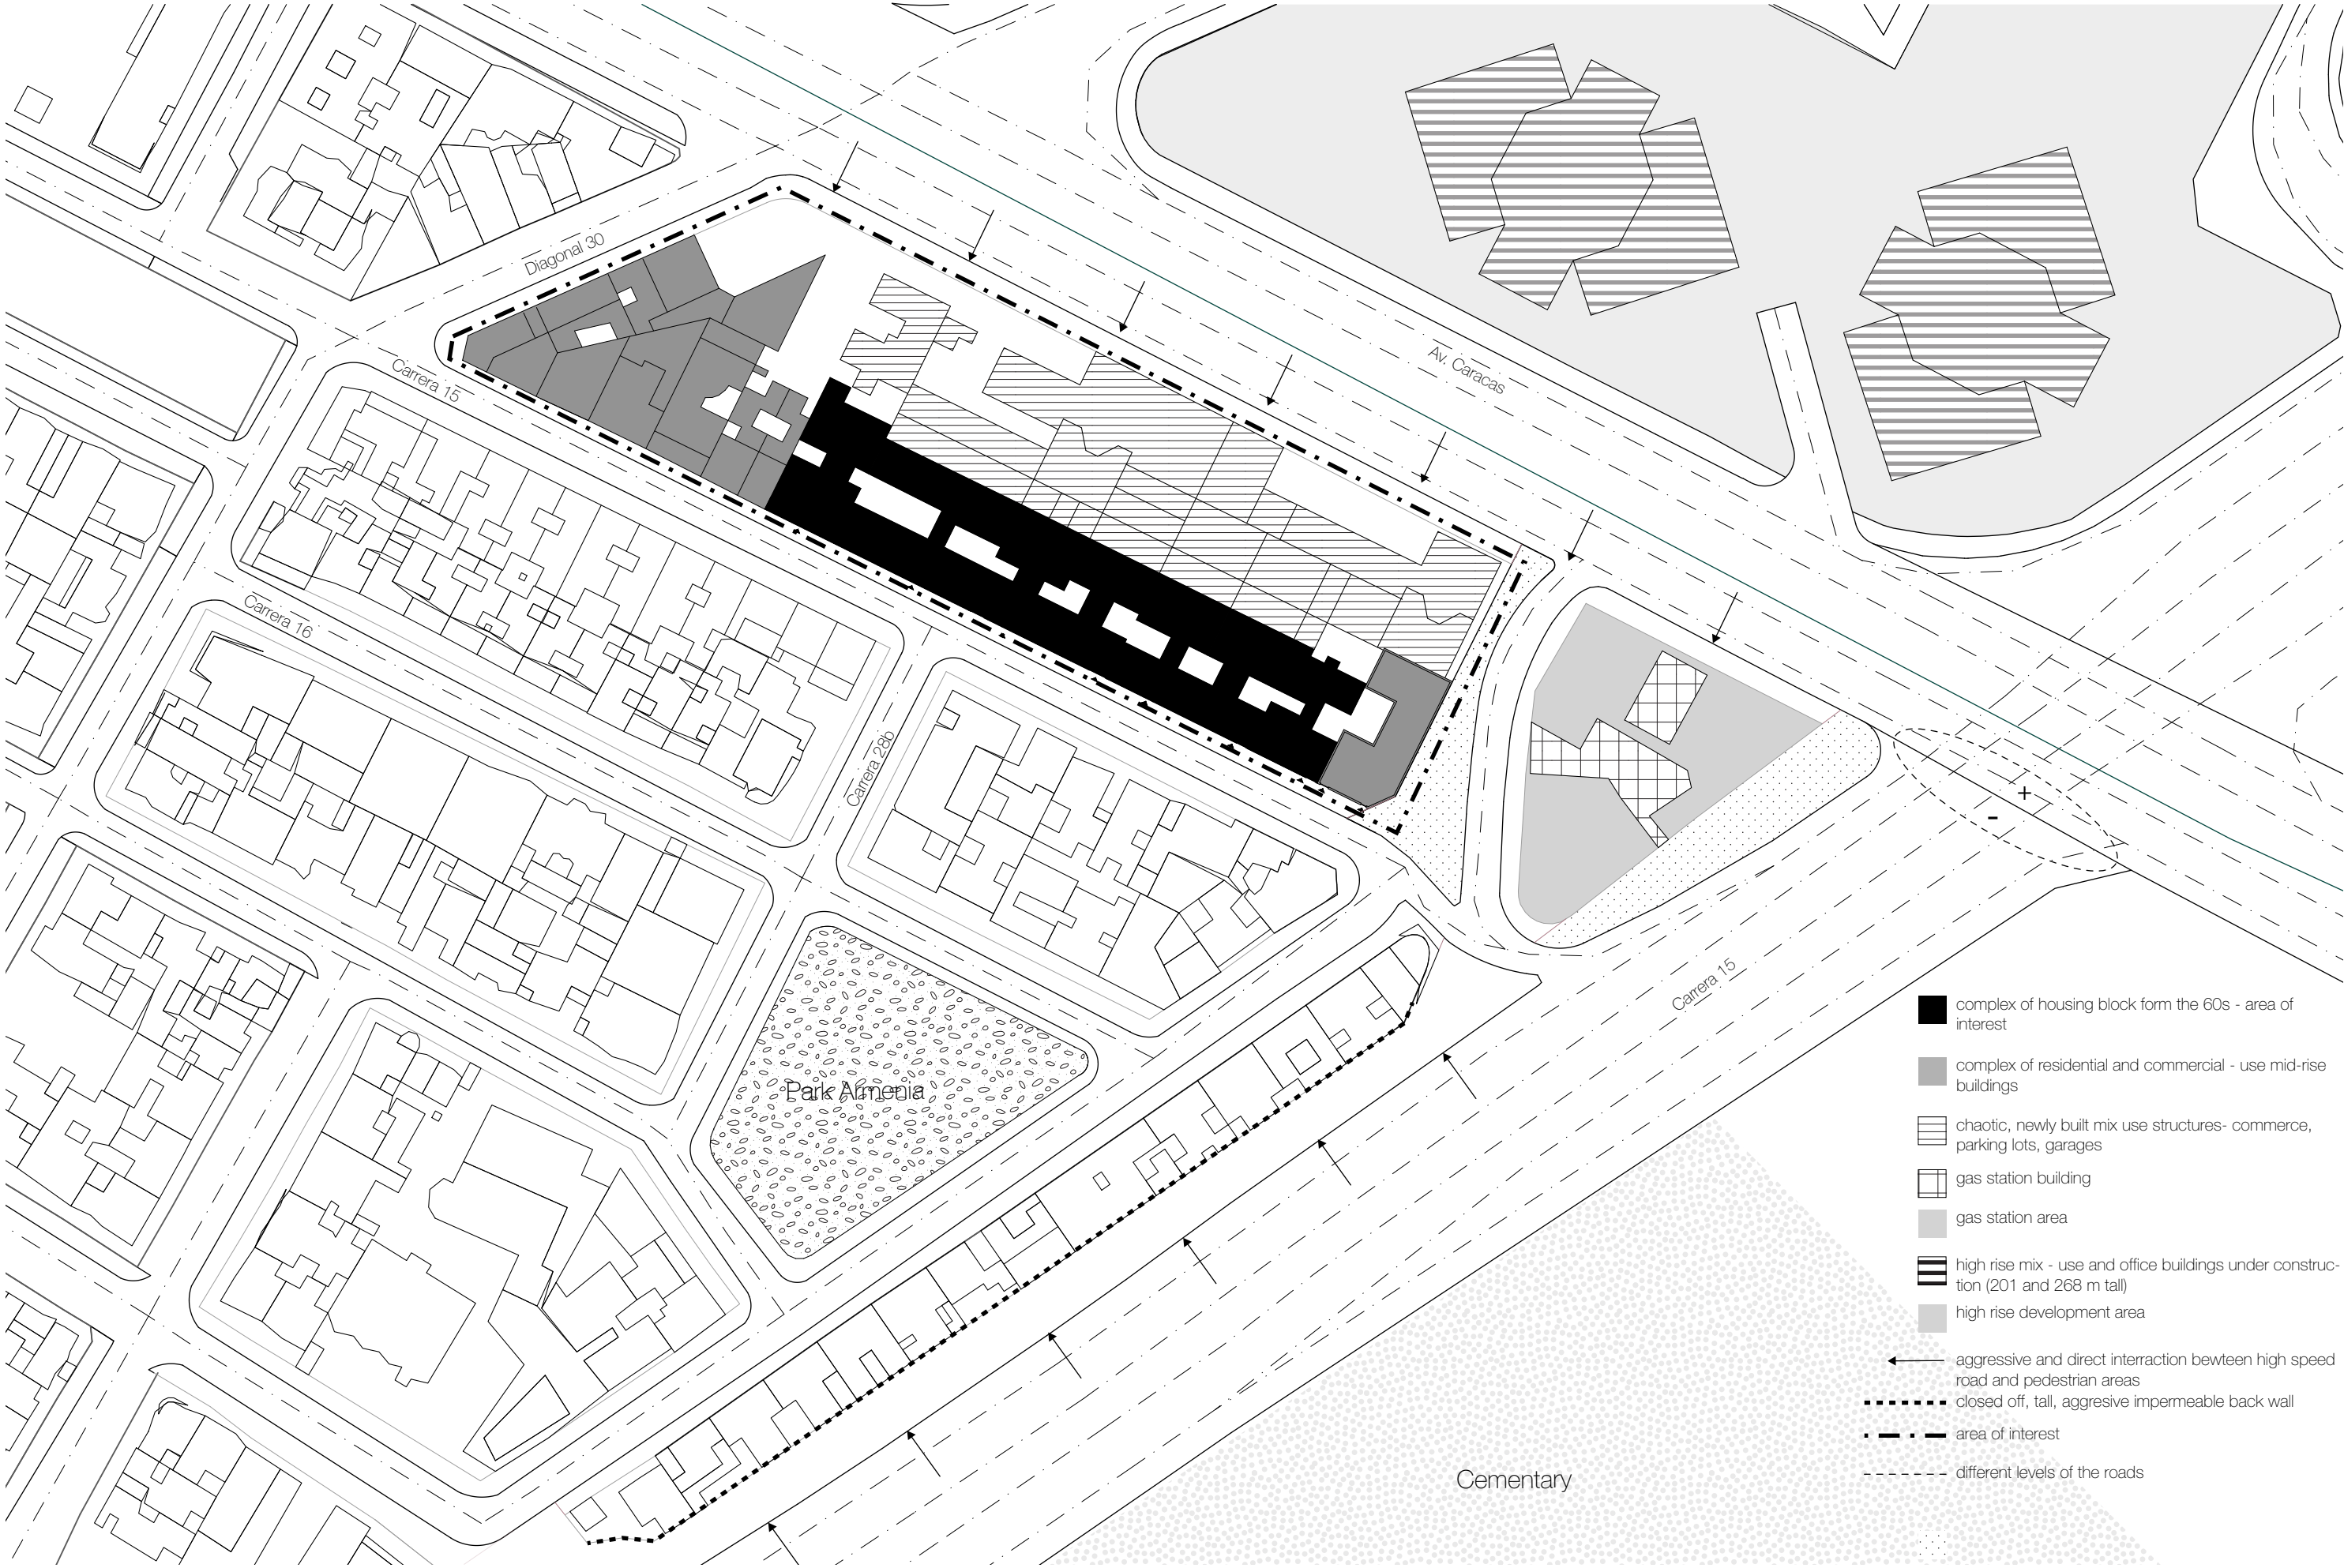 Diagonal 30
Av. Caracas
Carrera 15
Carrera 16
Carrera 28b
+
-
Carrera 15
Park Armenia
Cementary
complex of housing block form the 60s - area of
interest
complex of residential and commercial - use mid-rise
buildings
chaotic, newly built mix use structures- commerce,
parking lots, garages
gas station building
gas station area
high rise mix - use and office buildings under construc-
tion (201 and 268 m tall)
high rise development area
aggressive and direct interraction bewteen high speed
road and pedestrian areas
closed off, tall, aggresive impermeable back wall
area of interest
different levels of the roads